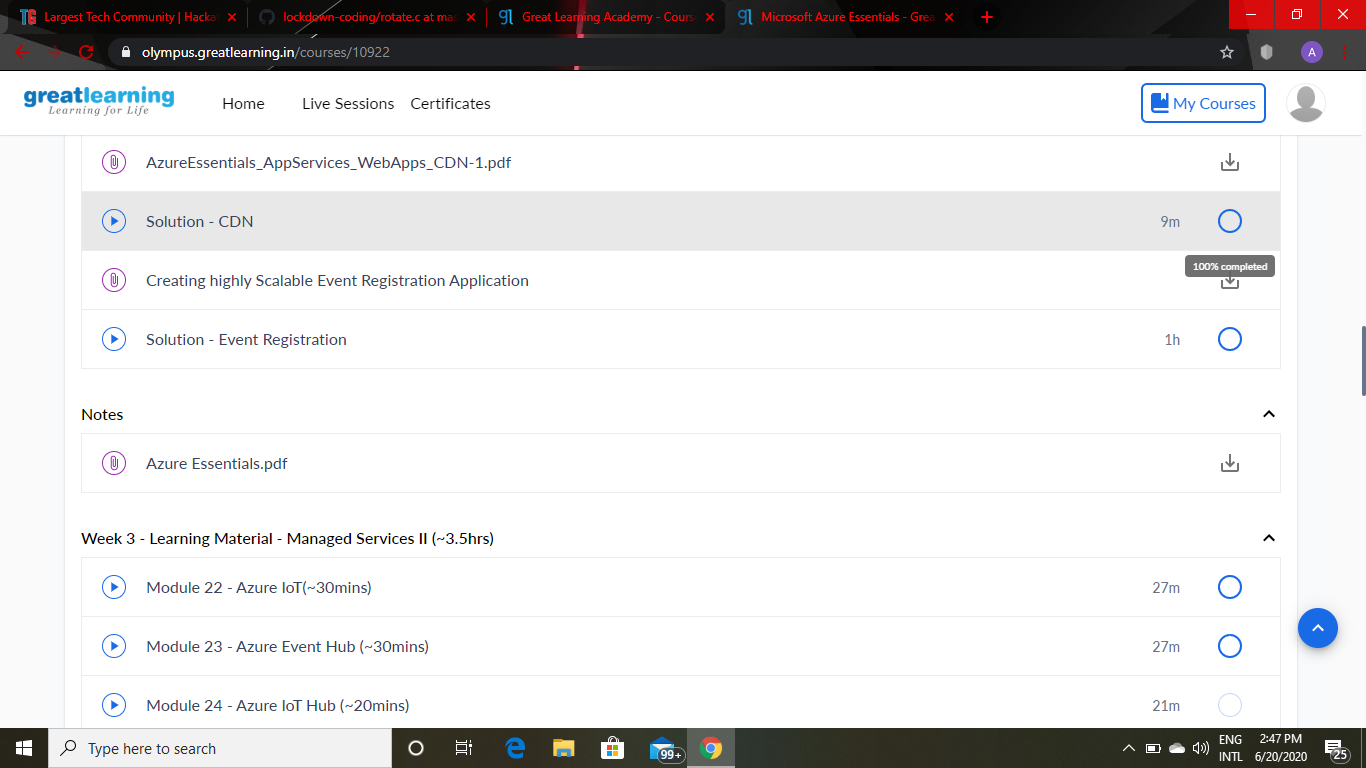 Largest Tech Community | Hacka
lockdown-coding/rotate.c at mas
Great Learning Academy - Cours
Microsoft Azure Essentials - Grea
olympus.greatlearning.in/courses/10922
A
greatlearning
Learning for Life
Home
Live Sessions
Certificates
My Courses
AzureEssentials_AppServices_WebApps_CDN-1.pdf
Solution - CDN
9m
100% completed
Creating highly Scalable Event Registration Application
Solution - Event Registration
1h
Notes
Azure Essentials.pdf
Week 3 - Learning Material - Managed Services II (~3.5hrs)
Module 22 - Azure IoT(~30mins)
27m
Module 23 - Azure Event Hub (~30mins)
27m
Module 24 - Azure IoT Hub (~20mins)
21m
Type here to search
99+
ENG
INTL
2:47 PM
6/20/2020
25